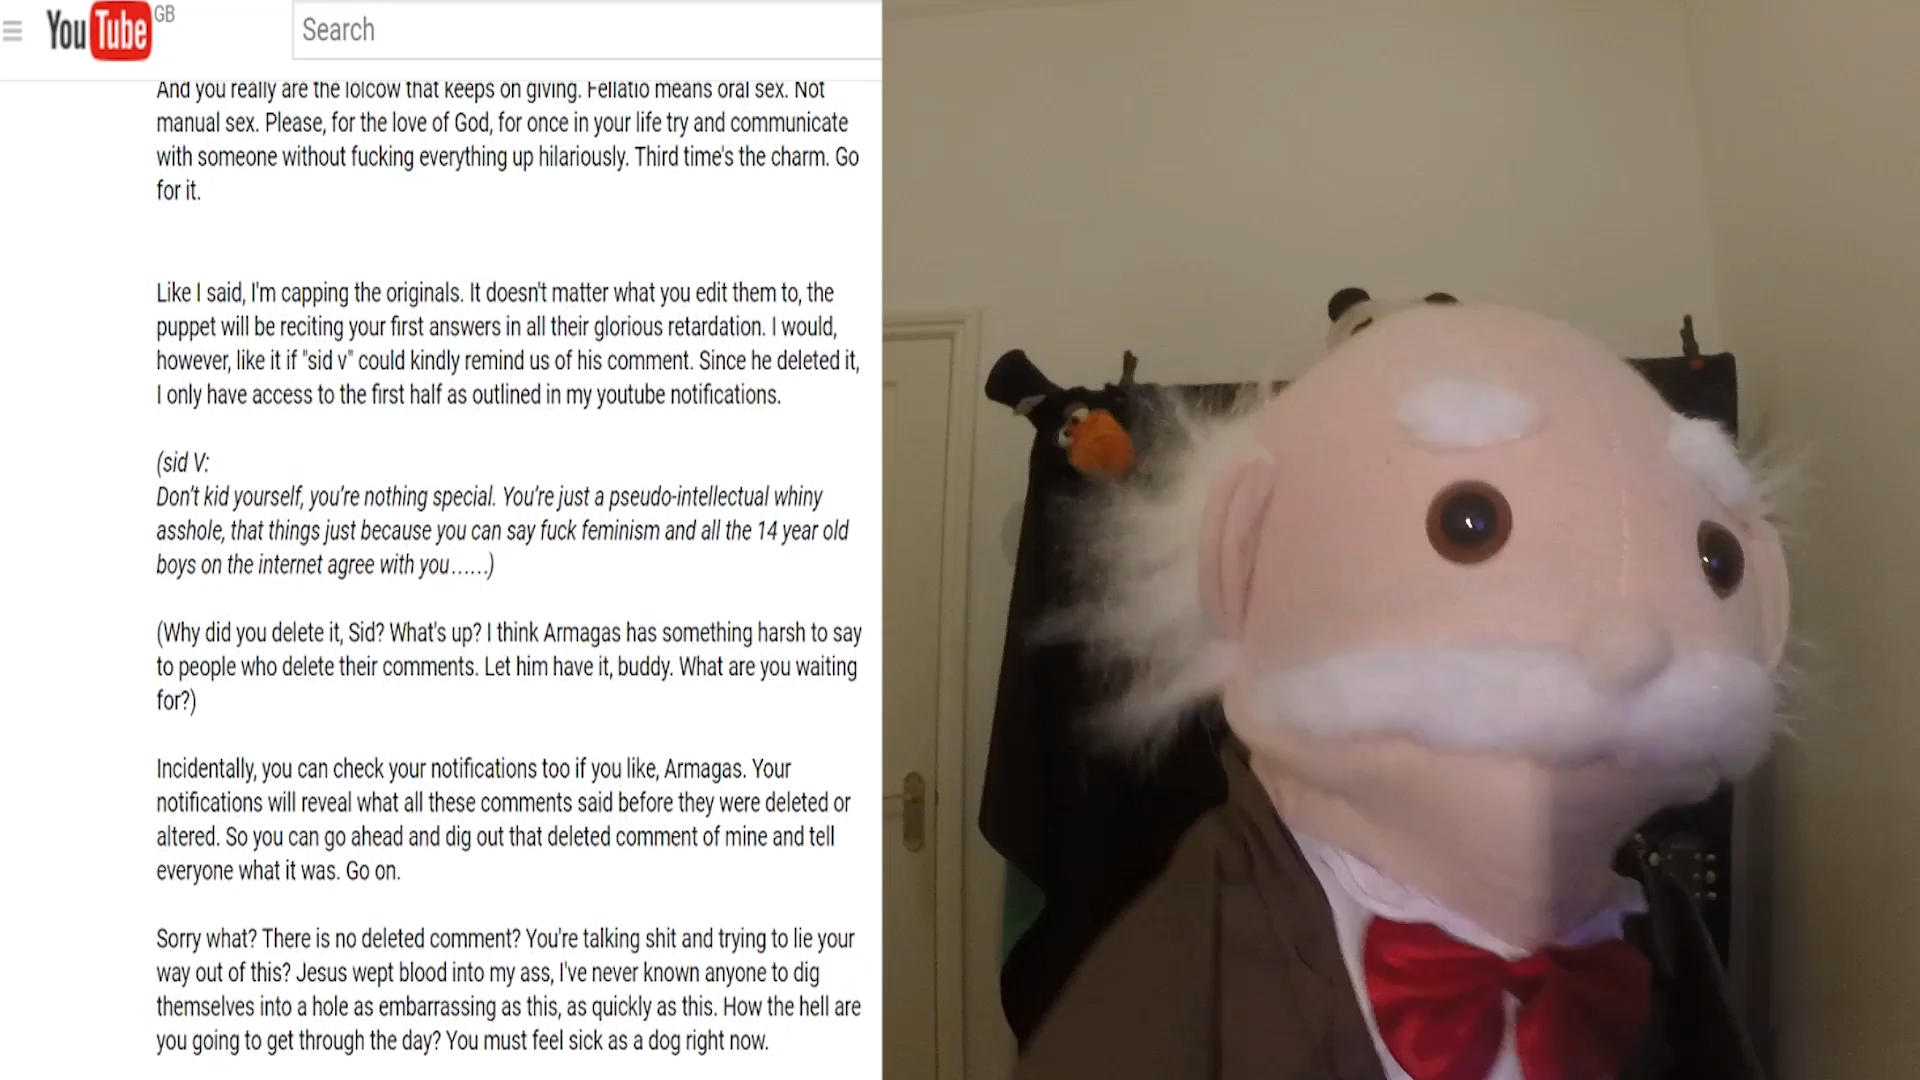 YouTube GB
Search
And you really are the lolcow that keeps on giving. Fellatio means oral sex. Not
manual sex. Please, for the love of God, for once in your life try and communicate
with someone without fucking everything up hilariously. Third time's the charm. Go
for it.
Like I said, I'm capping the originals. It doesn't matter what you edit them to, the
puppet will be reciting your first answers in all their glorious retardation. I would,
however, like it if "sid v" could kindly remind us of his comment. Since he deleted it,
I only have access to the first half as outlined in my youtube notifications.
(sid V:
Don't kid yourself, you're nothing special. You're just a pseudo-intellectual whiny
asshole, that things just because you can say fuck feminism and all the 14 year old
boys on the internet agree with you......)
(Why did you delete it, Sid? What's up? I think Armagas has something harsh to say
to people who delete their comments. Let him have it, buddy. What are you waiting
for?)
Incidentally, you can check your notifications too if you like, Armagas. Your
notifications will reveal what all these comments said before they were deleted or
altered. So you can go ahead and dig out that deleted comment of mine and tell
everyone what it was. Go on.
Sorry what? There is no deleted comment? You're talking shit and trying to lie your
way out of this? Jesus wept blood into my ass, I've never known anyone to dig
themselves into a hole as embarrassing as this, as quickly as this. How the hell are
you going to get through the day? You must feel sick as a dog right now.